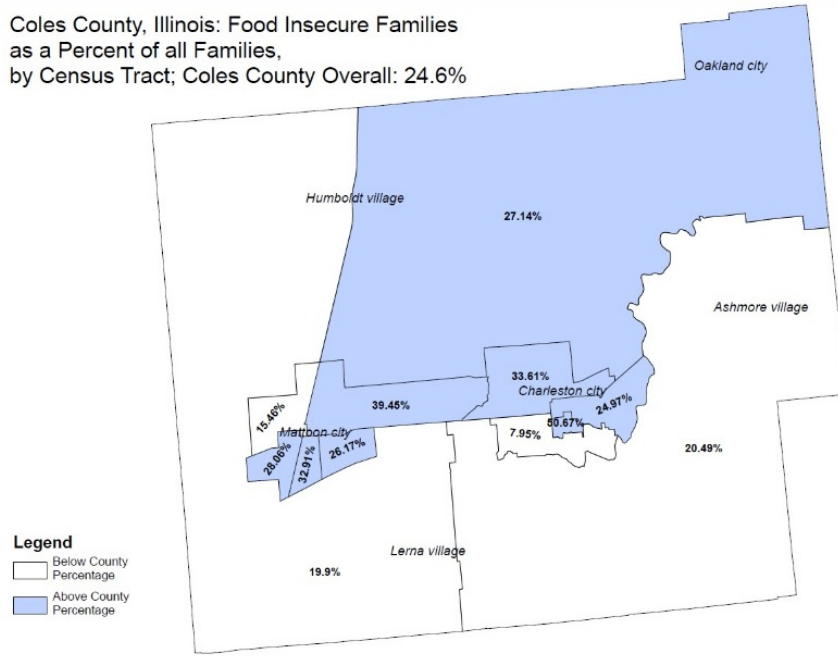 Coles County, Illinois: Food Insecure Families
as a Percent of all Families,
by Census Tract; Coles County Overall: 24.6%
Oakland city
Humboldt village
27.14%
Ashmore village
33.61%
Charleston city
39.45%
24.97%
15.46%
50.67%
Mattoon city
7.95%
28.06%
32.91%
26.17%
20.49%
Lerna village
19.9%
Legend
Below County
Percentage
Above County
Percentage